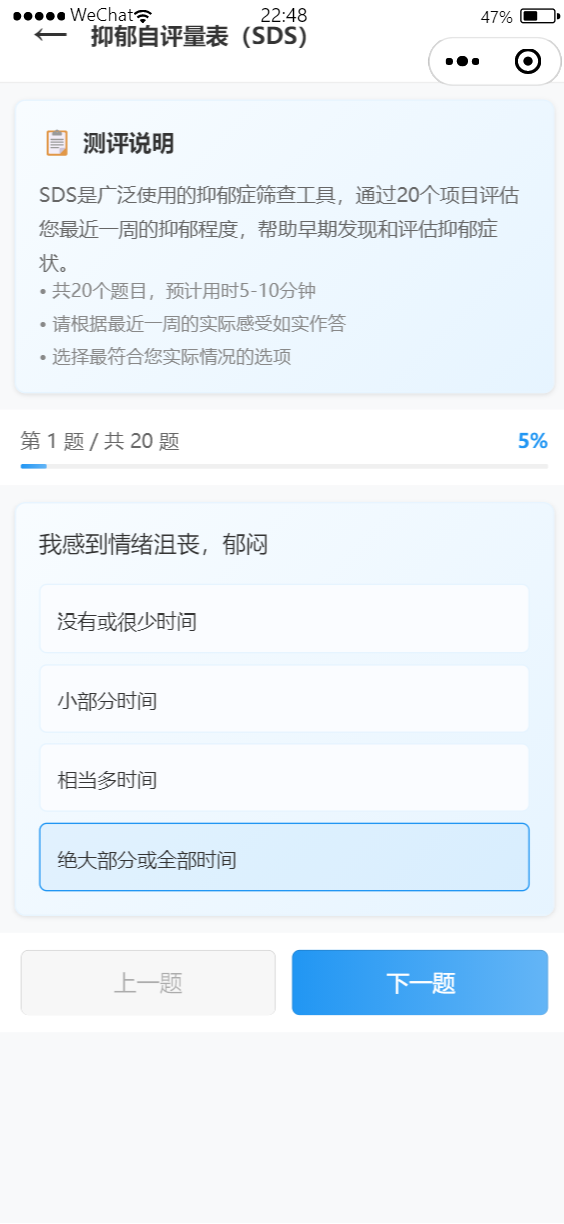 WeChat 22:48 47%
抑郁自评量表（SDS）
测评说明
SDS是广泛使用的抑郁症筛查工具，通过20个项目评估
您最近一周的抑郁程度，帮助早期发现和评估抑郁症
状。
• 共20个题目，预计用时5-10分钟
• 请根据最近一周的实际感受如实作答
• 选择最符合您实际情况的选项
第 1 题 / 共 20 题 5%
我感到情绪沮丧，郁闷
没有或很少时间
小部分时间
相当多时间
绝大部分或全部时间
上一题 下一题